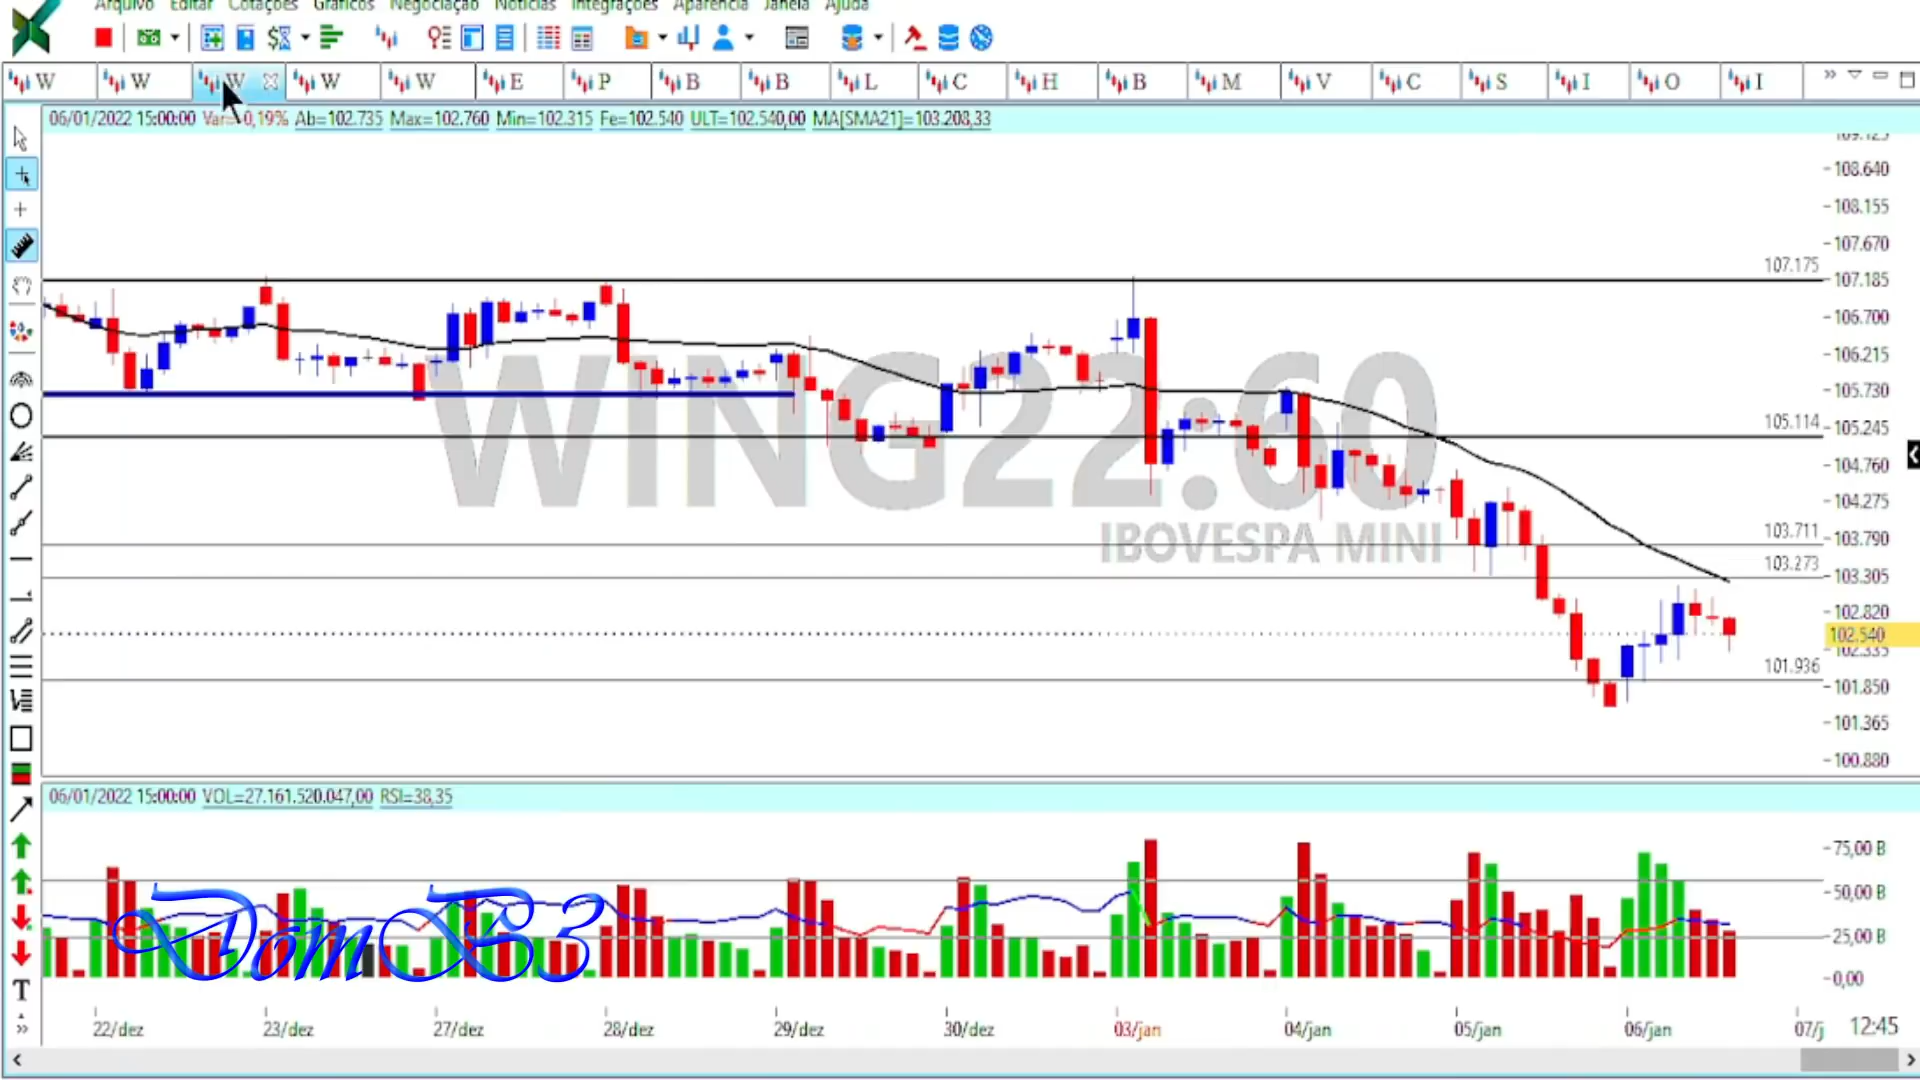 Arquivo Editar Cotações Gráficos Negociação Notícias Integrações Aparência Janela Ajuda
W W W W W E P B B L C H B M V C S I O I
06/01/2022 15:00:00 Var=-0,19% Ab=102.735 Max=102.760 Min=102.315 Fe=102.540 ULT=102.540,00 MA[SMA21]=103.208,33
109.125
108.640
108.155
107.670
107.175
107.185
106.700
106.215
105.730
105.114
105.245
104.760
104.275
103.711
103.790
103.273
103.305
102.820
102.540
102.335
101.936
101.850
101.365
100.880
WING22:60
IBOVESPA MINI
06/01/2022 15:00:00 VOL=27.161.520.047,00 RSI=38,35
75,00 B
50,00 B
25,00 B
0,00
DomB3
T
22/dez 23/dez 27/dez 28/dez 29/dez 30/dez 03/jan 04/jan 05/jan 06/jan 07/j 12:45